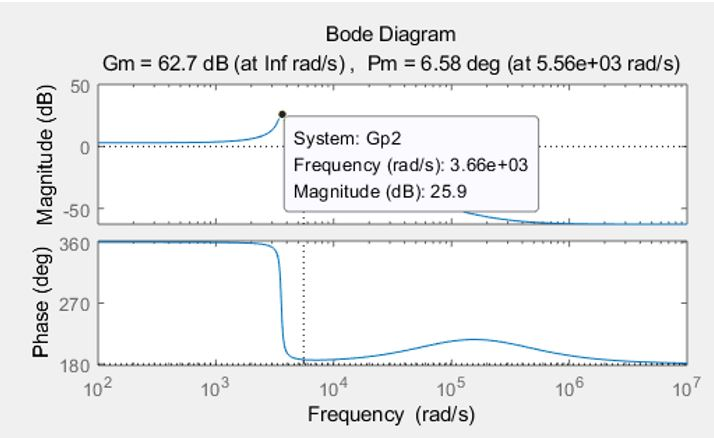 Bode Diagram
Gm = 62.7 dB (at Inf rad/s) , Pm = 6.58 deg (at 5.56e+03 rad/s)
50
0
-50
Magnitude (dB)
System: Gp2
Frequency (rad/s): 3.66e+03
Magnitude (dB): 25.9
360
270
180
Phase (deg)
10^2 10^3 10^4 10^5 10^6 10^7
Frequency (rad/s)